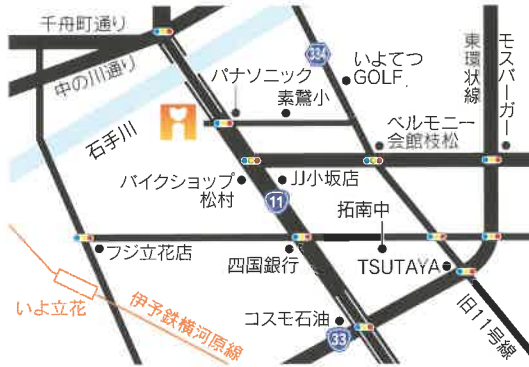 千舟町通り
中の川通り
石手川
334
いよてつ
GOLF
東環状線
モスバーガー
パナソニック
素鵞小
ベルモニー
会館枝松
バイクショップ
松村
JJ小坂店
11
拓南中
フジ立花店
四国銀行
TSUTAYA
いよ立花
伊予鉄横河原線
コスモ石油
33
旧11号線